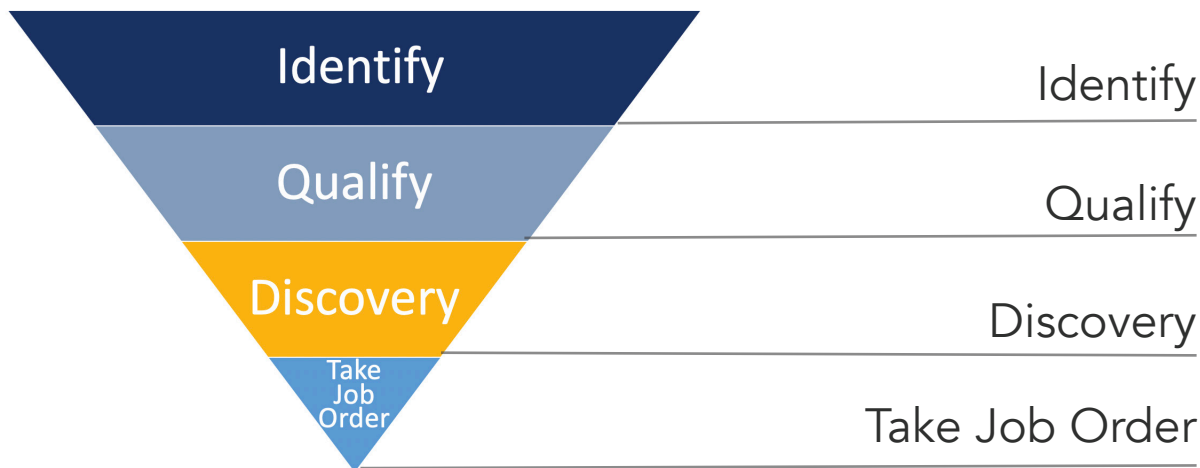 Identify
Identify
Qualify
Qualify
Discovery
Discovery
Take
Job
Order
Take Job Order